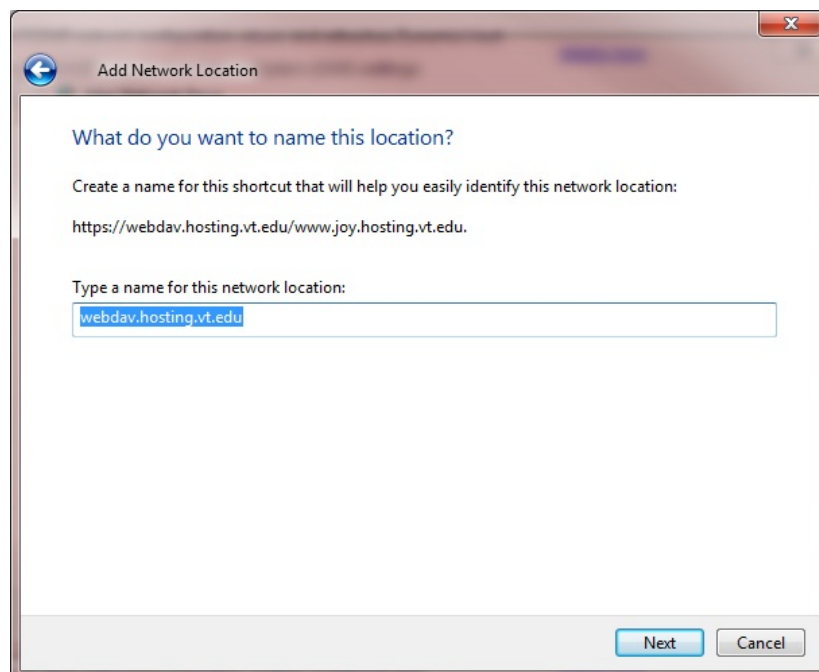 Add Network Location
What do you want to name this location?
Create a name for this shortcut that will help you easily identify this network location:
https://webdav.hosting.vt.edu/www.joy.hosting.vt.edu.
Type a name for this network location:
webdav.hosting.vt.edu
Next
Cancel